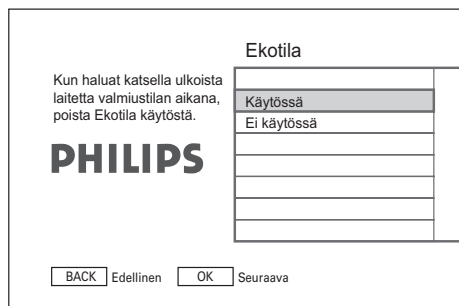 Ekotila
Kun haluat katsella ulkoista
laitetta valmiustilan aikana,
poista Ekotila käytöstä.
PHILIPS
Käytössä
Ei käytössä
BACK Edellinen OK Seuraava